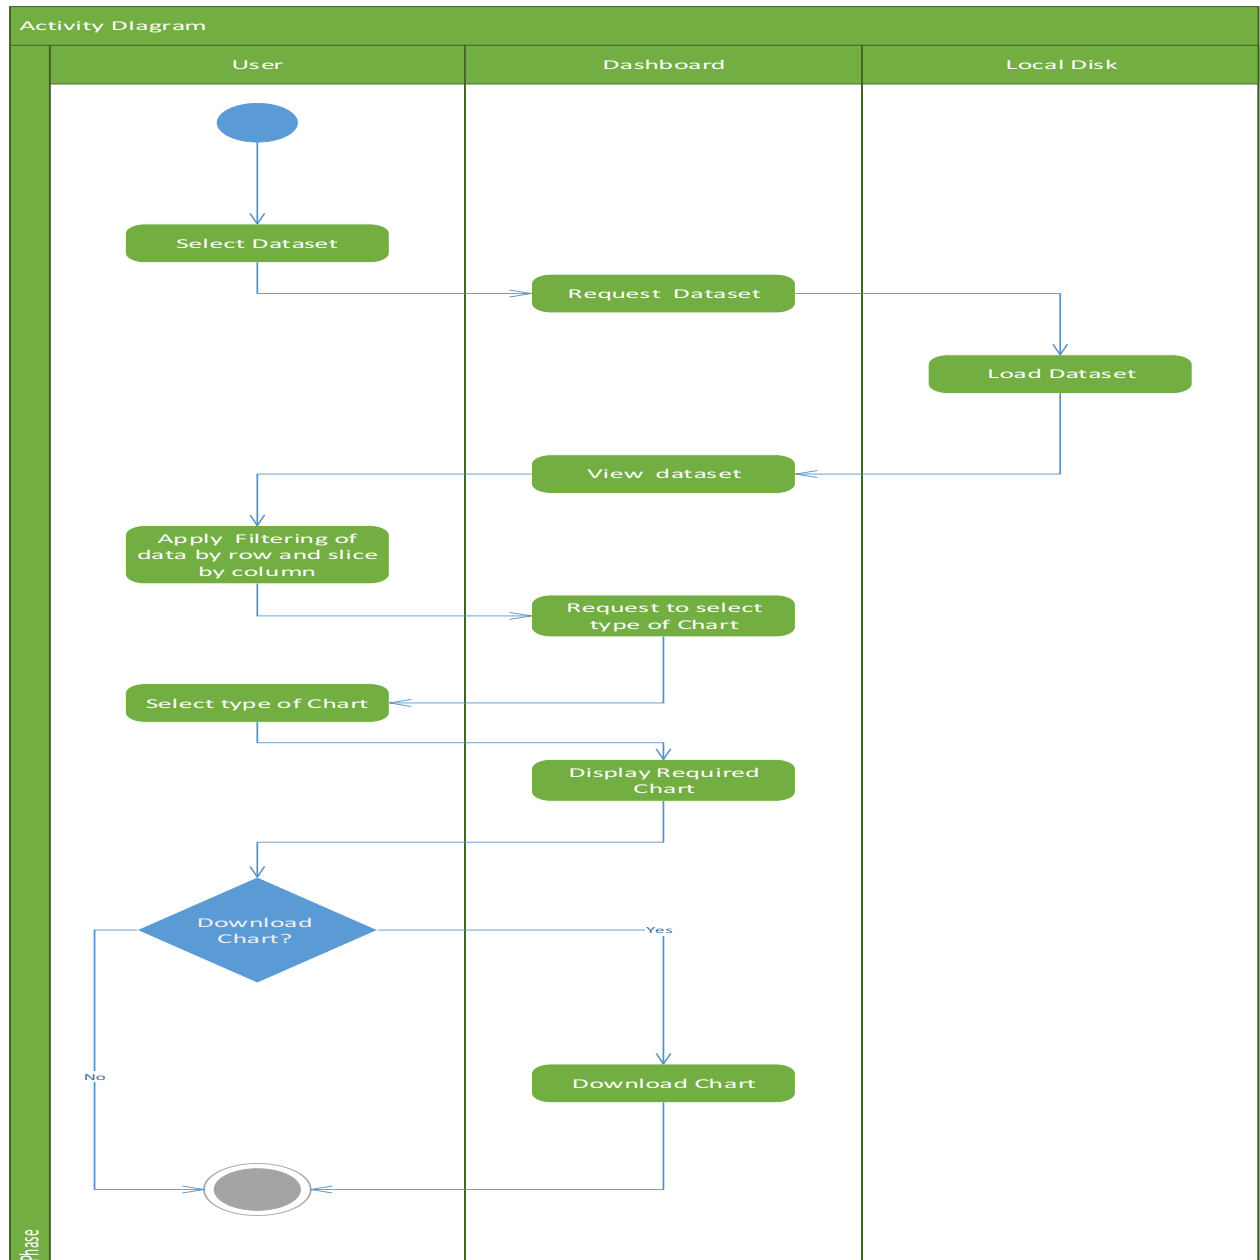 Activity DIagram
User
Dashboard
Local Disk
Select Dataset
Request Dataset
Load Dataset
View dataset
Apply Filtering of
data by row and slice
by column
Request to select
type of Chart
Select type of Chart
Display Required
Chart
Download
Chart?
Yes
No
Download Chart
Phase